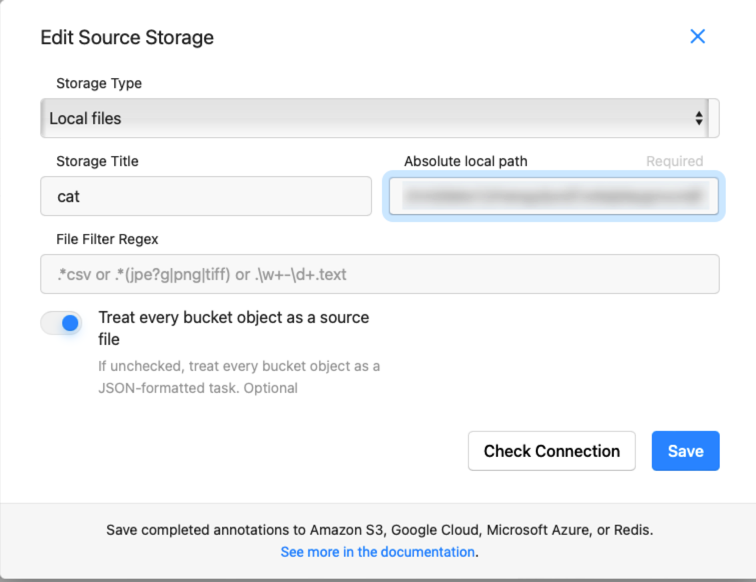 Edit Source Storage
Storage Type
Local files
Storage Title
Absolute local path Required
cat
File Filter Regex
.*csv or .*(jpe?g|png|tiff) or .\w+-\d+.text
Treat every bucket object as a source
file
If unchecked, treat every bucket object as a
JSON-formatted task. Optional
Check Connection Save
Save completed annotations to Amazon S3, Google Cloud, Microsoft Azure, or Redis.
See more in the documentation.